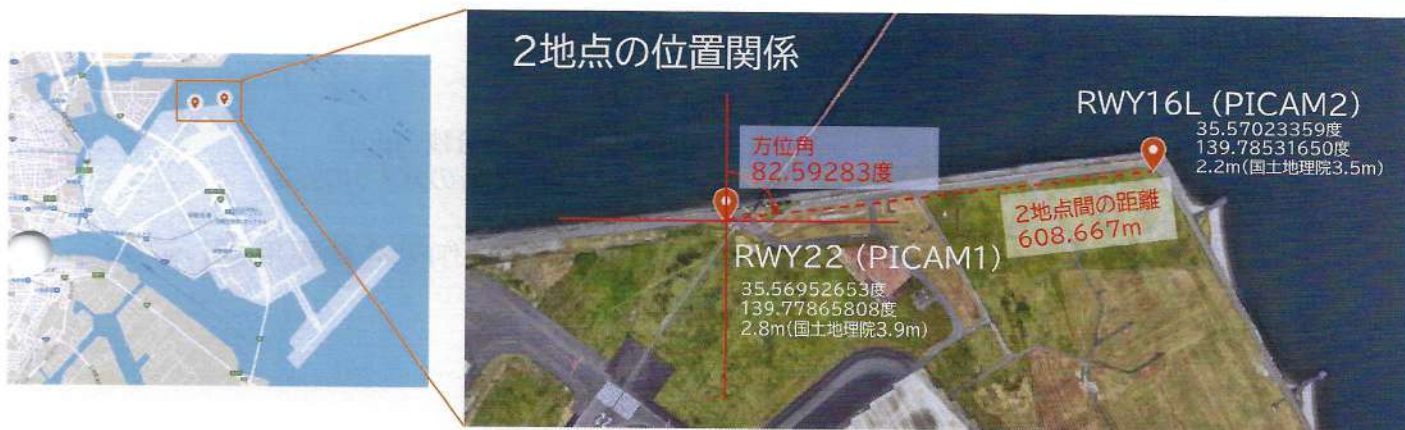 2地点の位置関係
RWY16L (PICAM2)
35.57023359度
139.78531650度
2.2m(国土地理院3.5m)
方位角
82.59283度
2地点間の距離
608.667m
RWY22 (PICAM1)
35.56952653度
139.77865808度
2.8m(国土地理院3.9m)
22